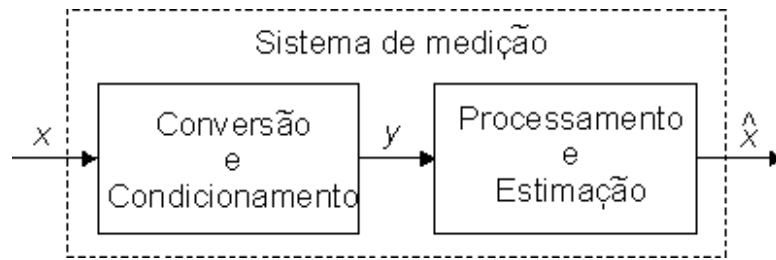 Sistema de medição
x
Conversão
e
Condicionamento
y
Processamento
e
Estimação
x̂